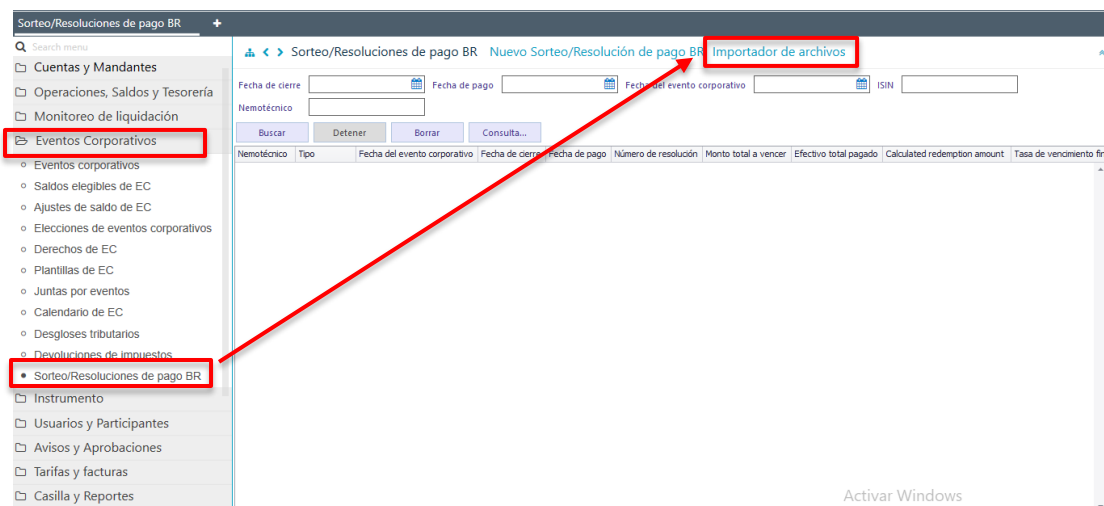 Sorteo/Resoluciones de pago BR +
Search menu
Cuentas y Mandantes
Operaciones, Saldos y Tesorería
Monitoreo de liquidación
Eventos Corporativos
Eventos corporativos
Saldos elegibles de EC
Ajustes de saldo de EC
Elecciones de eventos corporativos
Derechos de EC
Plantillas de EC
Juntas por eventos
Calendario de EC
Desgloses tributarios
Devoluciones de impuestos
Sorteo/Resoluciones de pago BR
Instrumento
Usuarios y Participantes
Avisos y Aprobaciones
Tarifas y facturas
Casilla y Reportes
Sorteo/Resoluciones de pago BR Nuevo Sorteo/Resolución de pago BR Importador de archivos
Fecha de cierre Fecha de pago Fecha del evento corporativo ISIN
Nemotécnico
Buscar Detener Borrar Consulta...
Nemotécnico Tipo Fecha del evento corporativo Fecha de cierre Fecha de pago Número de resolución Monto total a vencer Efectivo total pagado Calculated redemption amount Tasa de vencimiento fin
Activar Windows